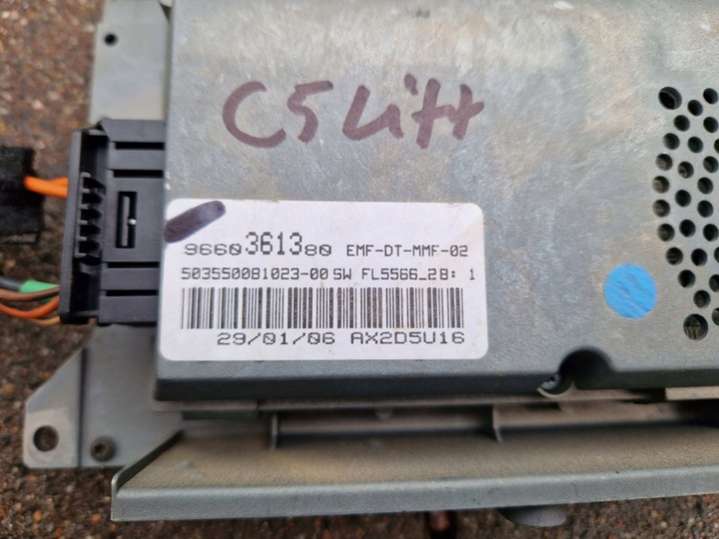 C5 Lift
9660361380 EMF-DT-MMF-02
503550081023-00 SW FL5566_28: 1
29/01/06 AX2D5U16